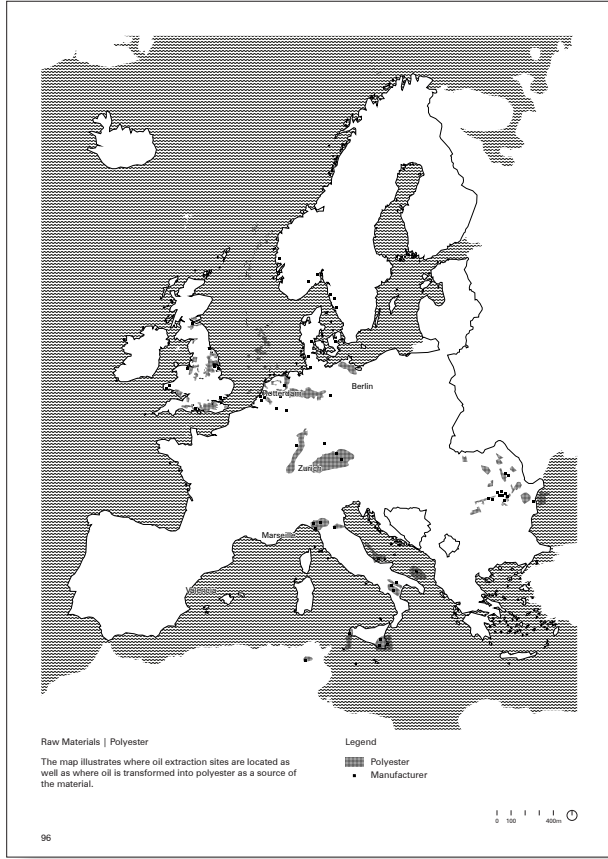 Berlin
Rotterdam
Zurich
Marseille
Valencia
Raw Materials | Polyester
The map illustrates where oil extraction sites are located as
well as where oil is transformed into polyester as a source of
the material.
Legend
Polyester
Manufacturer
0 100 400m
96